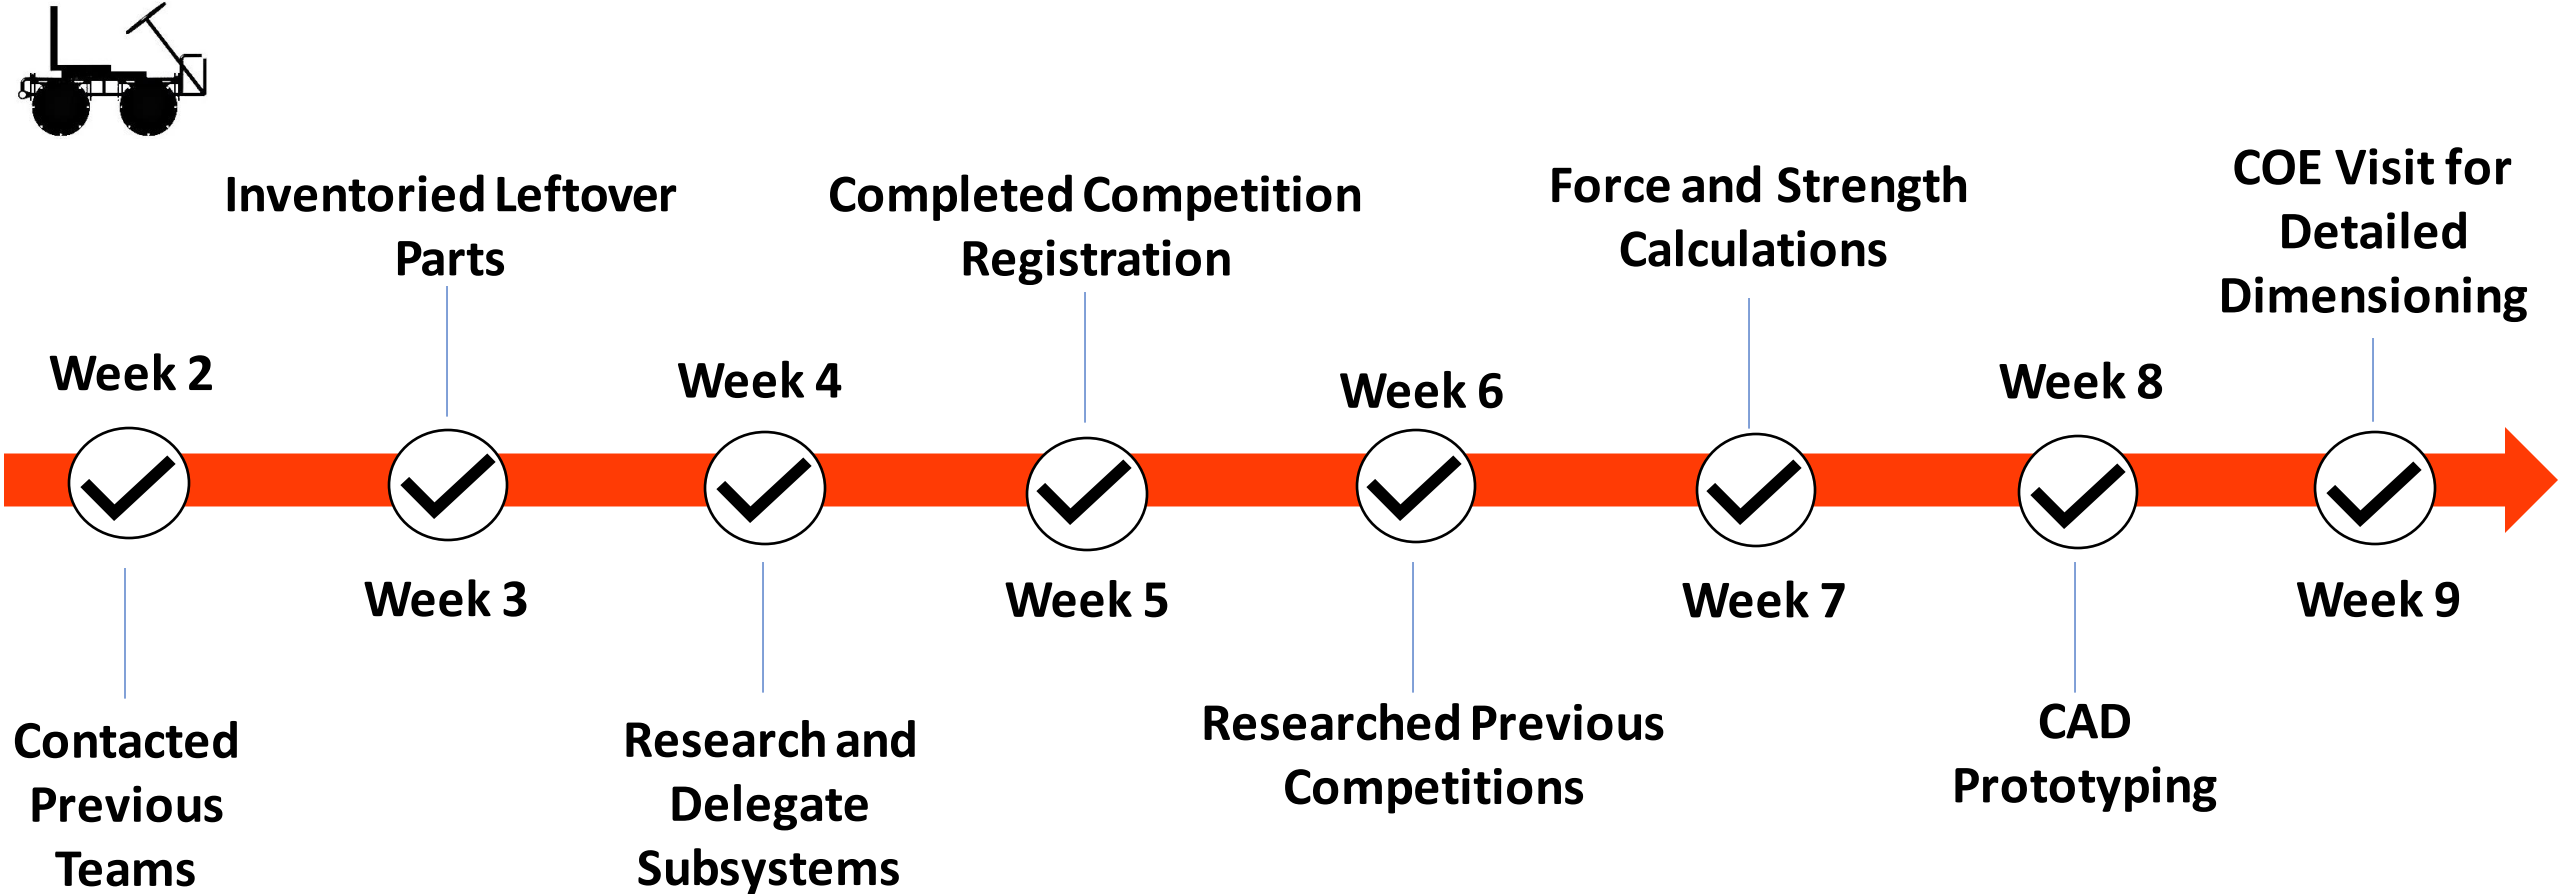 Week 2
Contacted
Previous
Teams
Inventoried Leftover
Parts
Week 3
Week 4
Research and
Delegate
Subsystems
Completed Competition
Registration
Week 5
Week 6
Researched Previous
Competitions
Force and Strength
Calculations
Week 7
Week 8
CAD
Prototyping
COE Visit for
Detailed
Dimensioning
Week 9